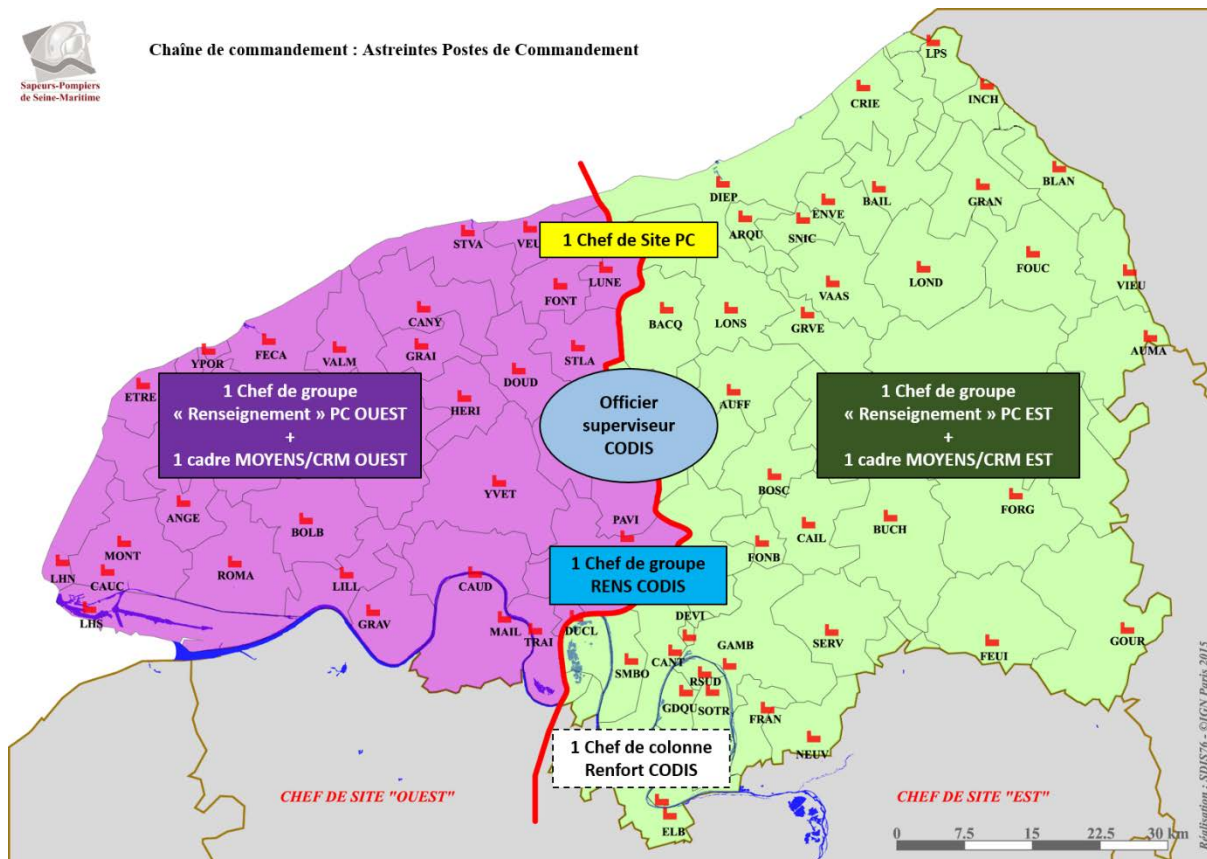 Chaîne de commandement : Astreintes Postes de Commandement
Sapeurs-Pompiers
de Seine-Maritime
LPS
INCH
CRIE
BLAN
DIEP
BAIL
GRAN
ENVE
ARQU
SNIC
STVA
VEU
1 Chef de Site PC
FOUC
LUNE
LOND
VIEU
FONT
VAAS
CANY
BACQ
LONS
GRVE
AUMA
FECA
YPOR
VALM
GRAI
STLA
ETRE
DOUD
HERI
AUFF
1 Chef de groupe
« Renseignement » PC OUEST
+
1 cadre MOYENS/CRM OUEST
Officier
superviseur
CODIS
1 Chef de groupe
« Renseignement » PC EST
+
1 cadre MOYENS/CRM EST
YVET
BOSC
FORG
ANGE
BOLB
PAVI
CAIL
BUCH
MONT
FONB
LHN
CAUC
ROMA
LILL
CAUD
1 Chef de groupe
RENS CODIS
LHS
GRAV
MAIL
TRAI
DUCL
DEVI
GAMB
SERV
FEUI
GOUR
SMBO
CANT
RSUD
GDQU
SOTR
FRAN
NEUV
1 Chef de colonne
Renfort CODIS
CHEF DE SITE "OUEST"
CHEF DE SITE "EST"
ELB
0 7.5 15 22.5 30 km
Réalisation : SDIS76 - ©IGN Paris 2015